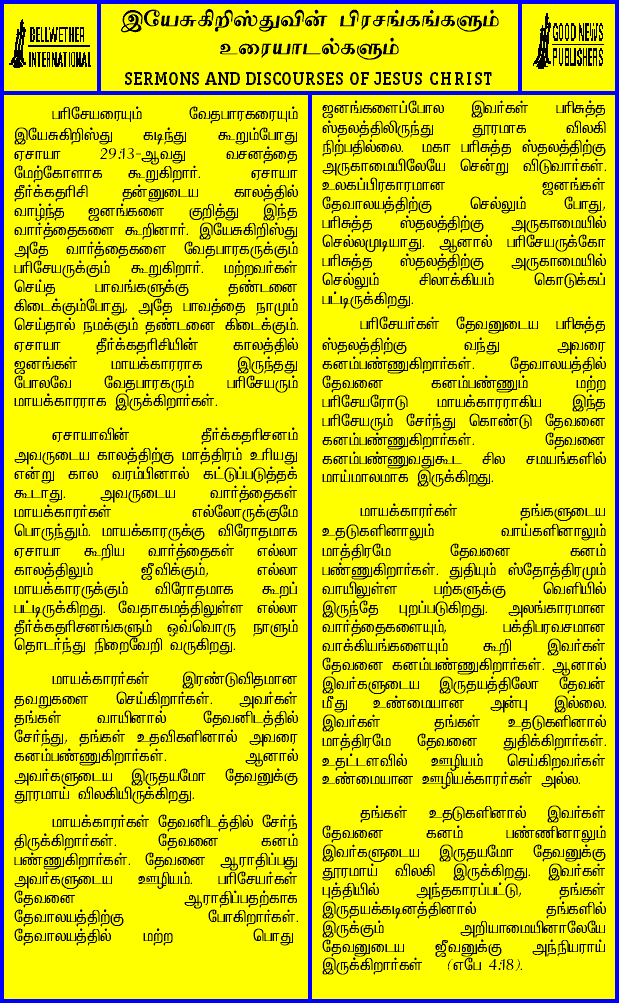 BELLWETHER
INTERNATIONAL
இயேசுகிறிஸ்துவின் பிரசங்கங்களும்
உரையாடல்களும்
SERMONS AND DISCOURSES OF JESUS CHRIST
GOOD NEWS
PUBLISHERS
பரிசேயரையும் வேதபாரகரையும்
இயேசுகிறிஸ்து கடிந்து கூறும்போது
ஏசாயா 29:13-ஆவது வசனத்தை
மேற்கோளாக கூறுகிறார். ஏசாயா
தீர்க்கதரிசி தன்னுடைய காலத்தில்
வாழ்ந்த ஜனங்களை குறித்து இந்த
வார்த்தைகளை கூறினார். இயேசுகிறிஸ்து
அதே வார்த்தைகளை வேதபாரகருக்கும்
பரிசேயருக்கும் கூறுகிறார். மற்றவர்கள்
செய்த பாவங்களுக்கு தண்டனை
கிடைக்கும்போது, அதே பாவத்தை நாமும்
செய்தால் நமக்கும் தண்டனை கிடைக்கும்.
ஏசாயா தீர்க்கதரிசியின் காலத்தில்
ஜனங்கள் மாயக்காரராக இருந்தது
போலவே வேதபாரகரும் பரிசேயரும்
மாயக்காரராக இருக்கிறார்கள்.
ஏசாயாவின் தீர்க்கதரிசனம்
அவருடைய காலத்திற்கு மாத்திரம் உரியது
என்று கால வரம்பினால் கட்டுப்படுத்தக்
கூடாது. அவருடைய வார்த்தைகள்
மாயக்காரர்கள் எல்லோருக்குமே
பொருந்தும். மாயக்காரருக்கு விரோதமாக
ஏசாயா கூறிய வார்த்தைகள் எல்லா
காலத்திலும் ஜீவிக்கும், எல்லா
மாயக்காரருக்கும் விரோதமாக கூறப்
பட்டிருக்கிறது. வேதாகமத்திலுள்ள எல்லா
தீர்க்கதரிசனங்களும் ஒவ்வொரு நாளும்
தொடர்ந்து நிறைவேறி வருகிறது.
மாயக்காரர்கள் இரண்டுவிதமான
தவறுகளை செய்கிறார்கள். அவர்கள்
தங்கள் வாயினால் தேவனிடத்தில்
சேர்ந்து, தங்கள் உதவிகளினால் அவரை
கனம்பண்ணுகிறார்கள். ஆனால்
அவர்களுடைய இருதயமோ தேவனுக்கு
தூரமாய் விலகியிருக்கிறது.
மாயக்காரர்கள் தேவனிடத்தில் சேர்ந்
திருக்கிறார்கள். தேவனை கனம்
பண்ணுகிறார்கள். தேவனை ஆராதிப்பது
அவர்களுடைய ஊழியம். பரிசேயர்கள்
தேவனை ஆராதிப்பதற்காக
தேவாலயத்திற்கு போகிறார்கள்.
தேவாலயத்தில் மற்ற பொது
ஜனங்களைப்போல இவர்கள் பரிசுத்த
ஸ்தலத்திலிருந்து தூரமாக விலகி
நிற்பதில்லை. மகா பரிசுத்த ஸ்தலத்திற்கு
அருகாமையிலேயே சென்று விடுவார்கள்.
உலகப்பிரகாரமான ஜனங்கள்
தேவாலயத்திற்கு செல்லும் போது,
பரிசுத்த ஸ்தலத்திற்கு அருகாமையில்
செல்லமுடியாது. ஆனால் பரிசேயருக்கோ
பரிசுத்த ஸ்தலத்திற்கு அருகாமையில்
செல்லும் சிலாக்கியம் கொடுக்கப்
பட்டிருக்கிறது.
பரிசேயர்கள் தேவனுடைய பரிசுத்த
ஸ்தலத்திற்கு வந்து அவரை
கனம்பண்ணுகிறார்கள். தேவாலயத்தில்
தேவனை கனம்பண்ணும் மற்ற
பரிசேயரோடு மாயக்காரராகிய இந்த
பரிசேயரும் சேர்ந்து கொண்டு தேவனை
கனம்பண்ணுகிறார்கள். தேவனை
கனம்பண்ணுவதுகூட சில சமயங்களில்
மாய்மாலமாக இருக்கிறது.
மாயக்காரர்கள் தங்களுடைய
உதடுகளினாலும் வாய்களினாலும்
மாத்திரமே தேவனை கனம்
பண்ணுகிறார்கள். துதியும் ஸ்தோத்திரமும்
வாயிலுள்ள பற்களுக்கு வெளியில்
இருந்தே புறப்படுகிறது. அலங்காரமான
வார்த்தைகளையும், பக்திபரவசமான
வாக்கியங்களையும் கூறி இவர்கள்
தேவனை கனம்பண்ணுகிறார்கள். ஆனால்
இவர்களுடைய இருதயத்திலோ தேவன்
மீது உண்மையான அன்பு இல்லை.
இவர்கள் தங்கள் உதடுகளினால்
மாத்திரமே தேவனை துதிக்கிறார்கள்.
உதட்டளவில் ஊழியம் செய்கிறவர்கள்
உண்மையான ஊழியக்காரர்கள் அல்ல.
தங்கள் உதடுகளினால் இவர்கள்
தேவனை கனம் பண்ணினாலும்
இவர்களுடைய இருதயமோ தேவனுக்கு
தூரமாய் விலகி இருக்கிறது. இவர்கள்
புத்தியில் அந்தகாரப்பட்டு, தங்கள்
இருதயக்கடினத்தினால் தங்களில்
இருக்கும் அறியாமையினாலேயே
தேவனுடைய ஜீவனுக்கு அந்நியராய்
இருக்கிறார்கள் (எபே 4:18).